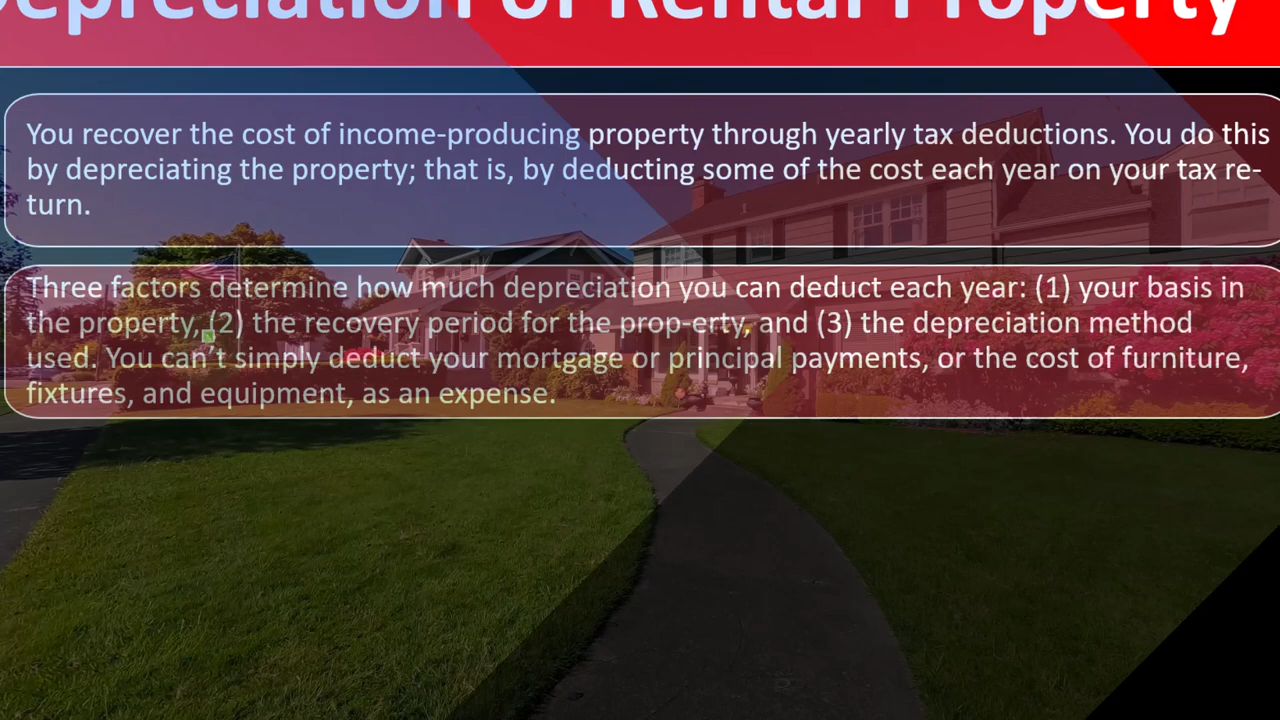 Depreciation of Rental Property
You recover the cost of income-producing property through yearly tax deductions. You do this
by depreciating the property; that is, by deducting some of the cost each year on your tax re-
turn.
Three factors determine how much depreciation you can deduct each year: (1) your basis in
the property, (2) the recovery period for the prop-erty, and (3) the depreciation method
used. You can’t simply deduct your mortgage or principal payments, or the cost of furniture,
fixtures, and equipment, as an expense.